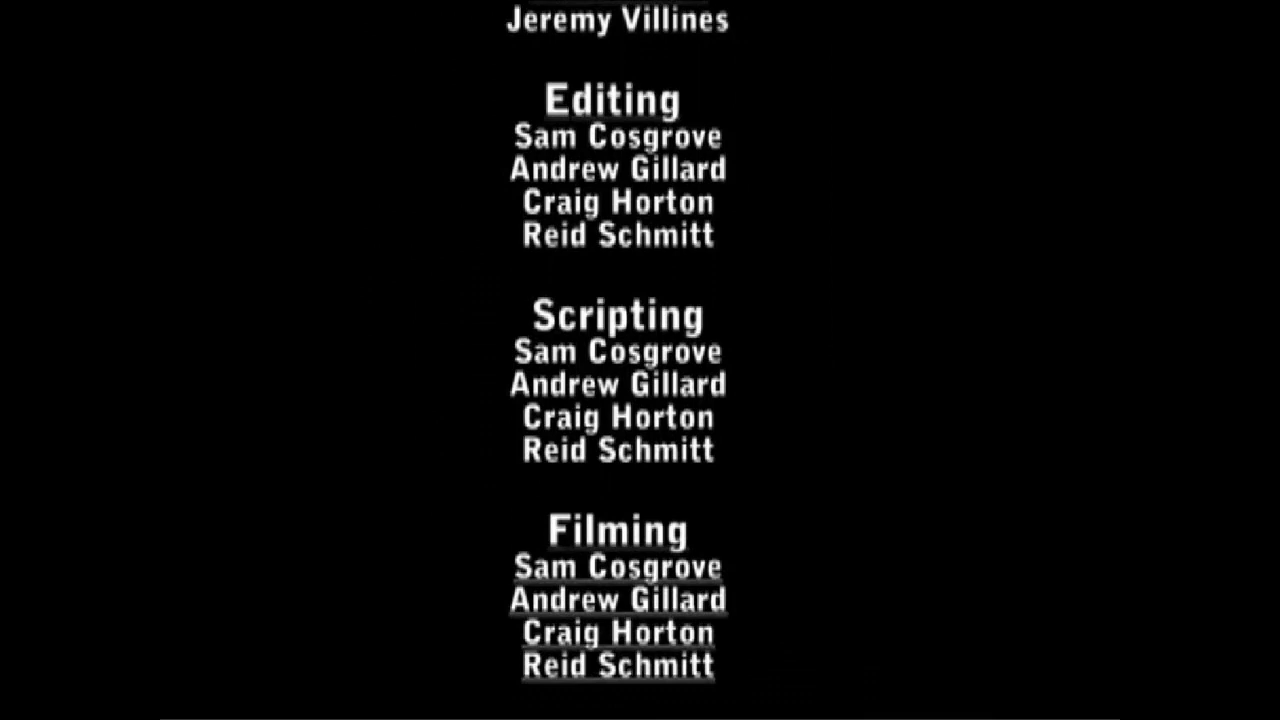 Jeremy Villines
Editing
Sam Cosgrove
Andrew Gillard
Craig Horton
Reid Schmitt
Scripting
Sam Cosgrove
Andrew Gillard
Craig Horton
Reid Schmitt
Filming
Sam Cosgrove
Andrew Gillard
Craig Horton
Reid Schmitt